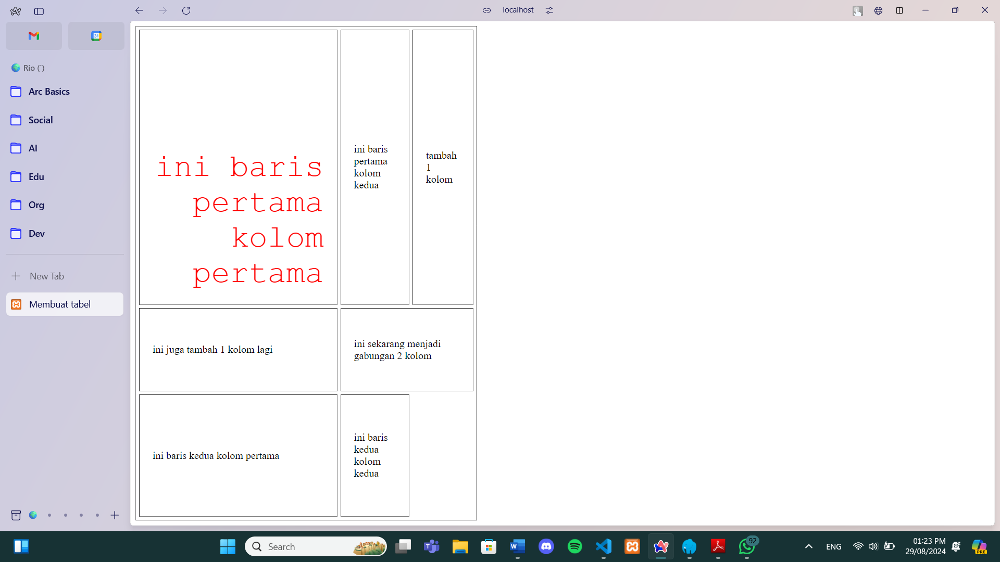 localhost
31
Rio (`)
Arc Basics
Social
AI
Edu
Org
Dev
New Tab
Membuat tabel
ini baris
pertama
kolom
pertama
ini baris
pertama
kolom
kedua
tambah
1
kolom
ini juga tambah 1 kolom lagi
ini sekarang menjadi
gabungan 2 kolom
ini baris kedua kolom pertama
ini baris
kedua
kolom
kedua
Search
92
ENG
01:23 PM
29/08/2024
PRE